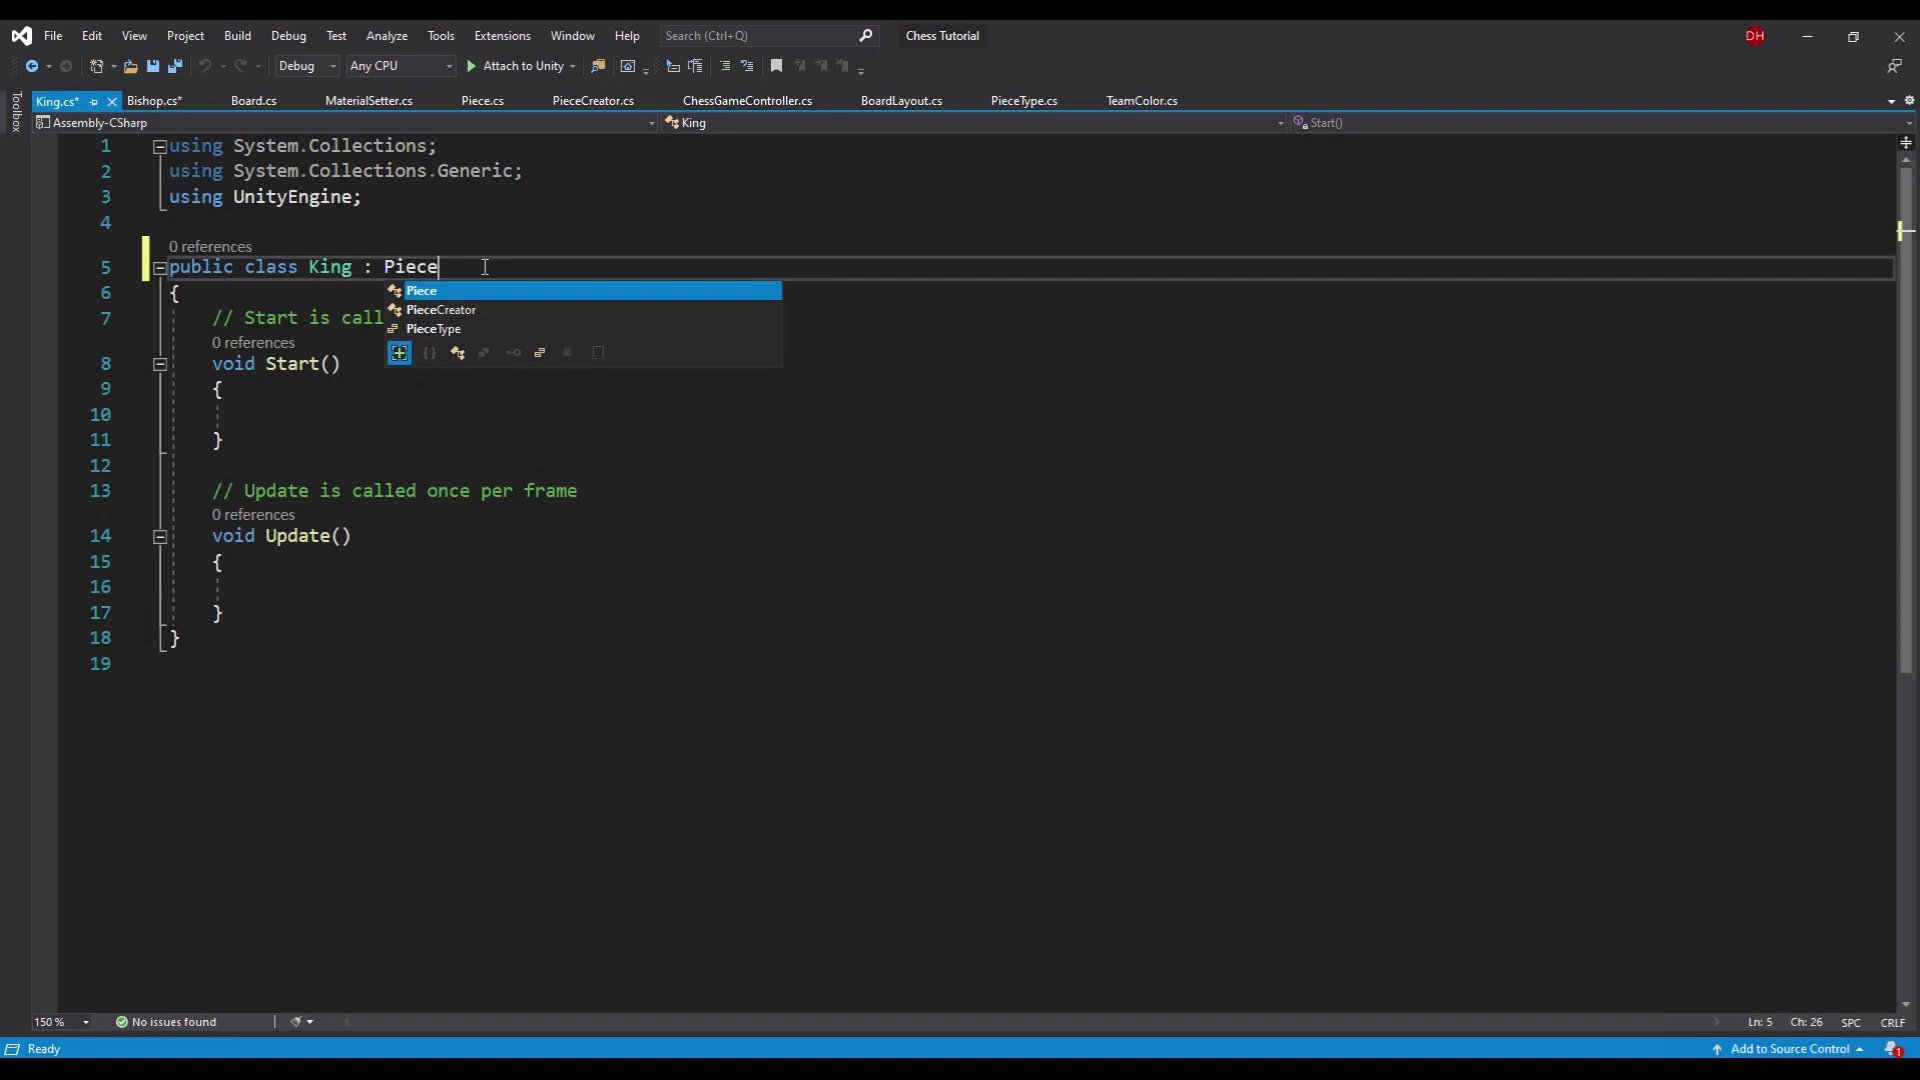 File Edit View Project Build Debug Test Analyze Tools Extensions Window Help Search (Ctrl+Q) Chess Tutorial DH
Debug Any CPU Attach to Unity
Toolbox
King.cs* Bishop.cs* Board.cs MaterialSetter.cs Piece.cs PieceCreator.cs ChessGameController.cs BoardLayout.cs PieceType.cs TeamColor.cs
Assembly-CSharp King Start()
1 using System.Collections;
2 using System.Collections.Generic;
3 using UnityEngine;
4
0 references
5 public class King : Piece
6 {
Piece
PieceCreator
PieceType
7 // Start is call
0 references
8 void Start()
9 {
10
11 }
12
13 // Update is called once per frame
0 references
14 void Update()
15 {
16
17 }
18 }
19
150 % No issues found Ln: 5 Ch: 26 SPC CRLF
Ready Add to Source Control 1